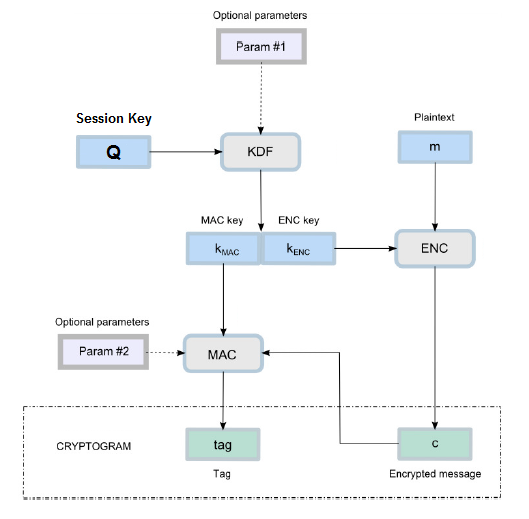 Optional parameters
Param #1
Session Key
Plaintext
Q
KDF
m
MAC key
ENC key
kMAC
kENC
ENC
Optional parameters
Param #2
MAC
CRYPTOGRAM
tag
c
Tag
Encrypted message